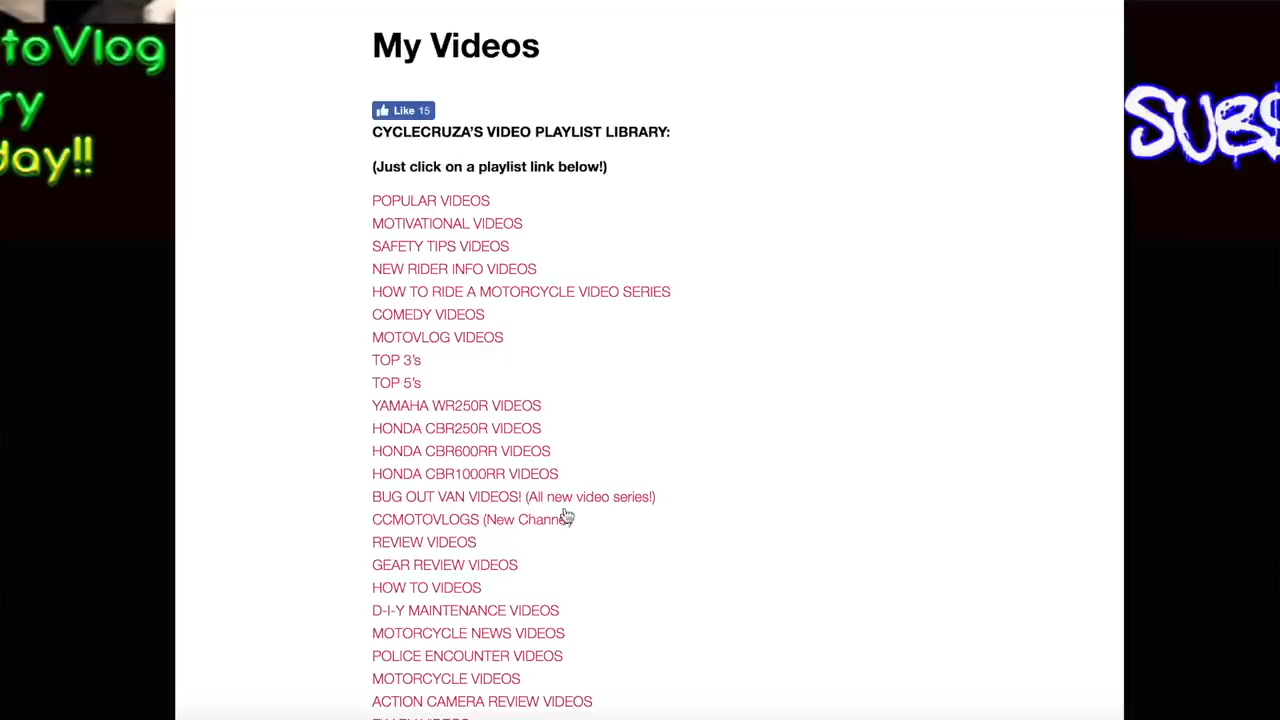 toVlog
ry
day!!
SUBS
My Videos
Like 15
CYCLECRUZA'S VIDEO PLAYLIST LIBRARY:
(Just click on a playlist link below!)
POPULAR VIDEOS
MOTIVATIONAL VIDEOS
SAFETY TIPS VIDEOS
NEW RIDER INFO VIDEOS
HOW TO RIDE A MOTORCYCLE VIDEO SERIES
COMEDY VIDEOS
MOTOVLOG VIDEOS
TOP 3's
TOP 5's
YAMAHA WR250R VIDEOS
HONDA CBR250R VIDEOS
HONDA CBR600RR VIDEOS
HONDA CBR1000RR VIDEOS
BUG OUT VAN VIDEOS! (All new video series!)
CCMOTOVLOGS (New Channel)
REVIEW VIDEOS
GEAR REVIEW VIDEOS
HOW TO VIDEOS
D-I-Y MAINTENANCE VIDEOS
MOTORCYCLE NEWS VIDEOS
POLICE ENCOUNTER VIDEOS
MOTORCYCLE VIDEOS
ACTION CAMERA REVIEW VIDEOS